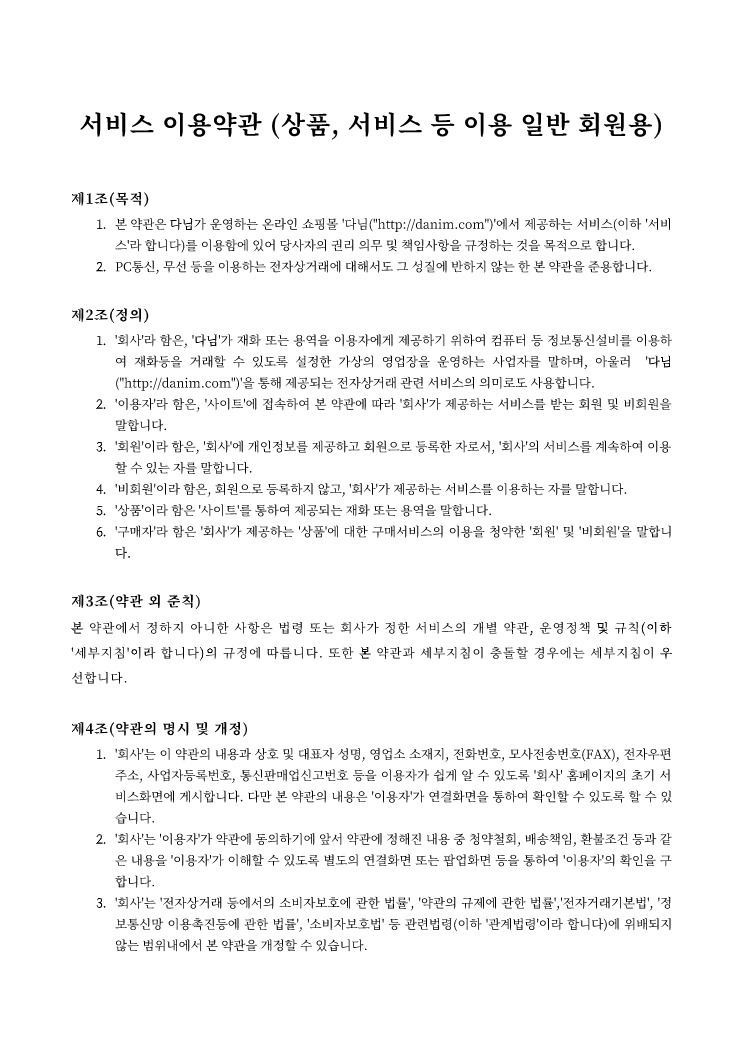 서비스 이용약관 (상품, 서비스 등 이용 일반 회원용)
제1조(목적)
1. 본 약관은 다님가 운영하는 온라인 쇼핑몰 '다님("http://danim.com")'에서 제공하는 서비스(이하 '서비
스'라 합니다)를 이용함에 있어 당사자의 권리 의무 및 책임사항을 규정하는 것을 목적으로 합니다.
2. PC통신, 무선 등을 이용하는 전자상거래에 대해서도 그 성질에 반하지 않는 한 본 약관을 준용합니다.
제2조(정의)
1. '회사'라 함은, '다님'가 재화 또는 용역을 이용자에게 제공하기 위하여 컴퓨터 등 정보통신설비를 이용하
여 재화등을 거래할 수 있도록 설정한 가상의 영업장을 운영하는 사업자를 말하며, 아울러 '다님
("http://danim.com")'을 통해 제공되는 전자상거래 관련 서비스의 의미로도 사용합니다.
2. '이용자'라 함은, '사이트'에 접속하여 본 약관에 따라 '회사'가 제공하는 서비스를 받는 회원 및 비회원을
말합니다.
3. '회원'이라 함은, '회사'에 개인정보를 제공하고 회원으로 등록한 자로서, '회사'의 서비스를 계속하여 이용
할 수 있는 자를 말합니다.
4. '비회원'이라 함은, 회원으로 등록하지 않고, '회사'가 제공하는 서비스를 이용하는 자를 말합니다.
5. '상품'이라 함은 '사이트'를 통하여 제공되는 재화 또는 용역을 말합니다.
6. '구매자'라 함은 '회사'가 제공하는 '상품'에 대한 구매서비스의 이용을 청약한 '회원' 및 '비회원'을 말합니
다.
제3조(약관 외 준칙)
본 약관에서 정하지 아니한 사항은 법령 또는 회사가 정한 서비스의 개별 약관, 운영정책 및 규칙(이하
'세부지침'이라 합니다)의 규정에 따릅니다. 또한 본 약관과 세부지침이 충돌할 경우에는 세부지침이 우
선합니다.
제4조(약관의 명시 및 개정)
1. '회사'는 이 약관의 내용과 상호 및 대표자 성명, 영업소 소재지, 전화번호, 모사전송번호(FAX), 전자우편
주소, 사업자등록번호, 통신판매업신고번호 등을 이용자가 쉽게 알 수 있도록 '회사' 홈페이지의 초기 서
비스화면에 게시합니다. 다만 본 약관의 내용은 '이용자'가 연결화면을 통하여 확인할 수 있도록 할 수 있
습니다.
2. '회사'는 '이용자'가 약관에 동의하기에 앞서 약관에 정해진 내용 중 청약철회, 배송책임, 환불조건 등과 같
은 내용을 '이용자'가 이해할 수 있도록 별도의 연결화면 또는 팝업화면 등을 통하여 '이용자'의 확인을 구
합니다.
3. '회사'는 '전자상거래 등에서의 소비자보호에 관한 법률', '약관의 규제에 관한 법률','전자거래기본법', '정
보통신망 이용촉진등에 관한 법률', '소비자보호법' 등 관련법령(이하 '관계법령'이라 합니다)에 위배되지
않는 범위내에서 본 약관을 개정할 수 있습니다.